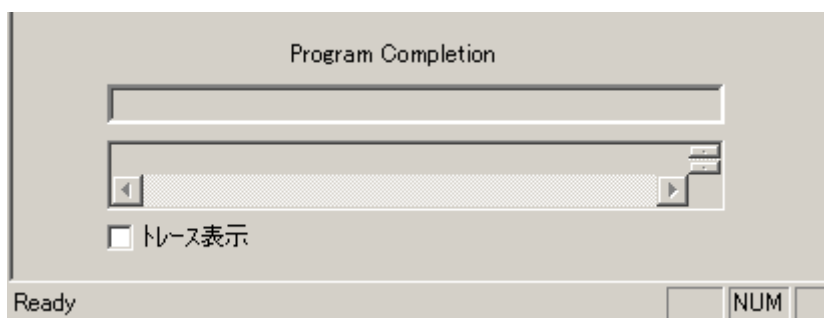 Program Completion
トレース表示
Ready
NUM